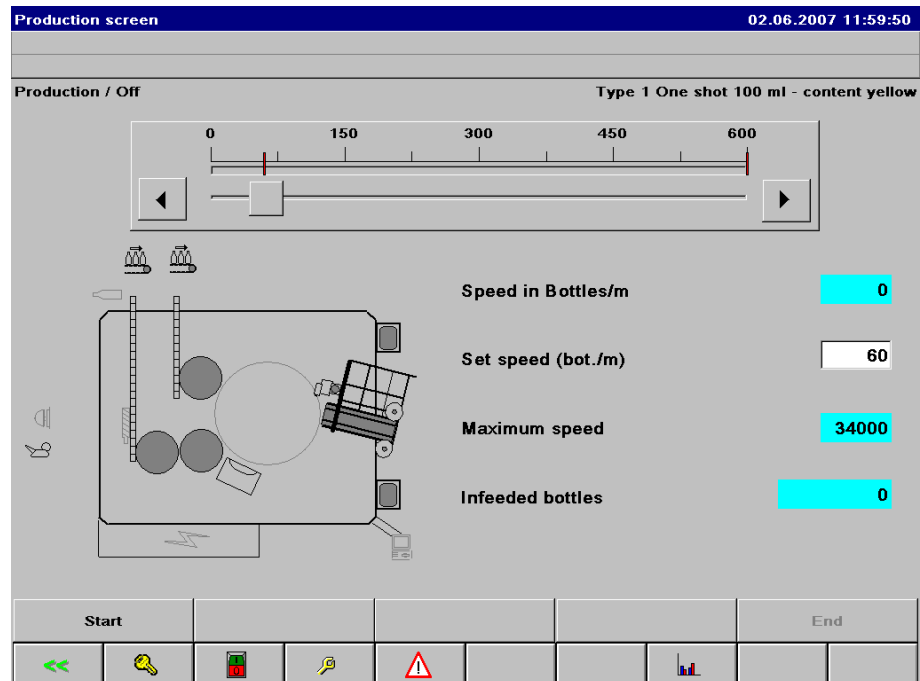 Production screen 02.06.2007 11:59:50
Production / Off Type 1 One shot 100 ml - content yellow
0 150 300 450 600
Speed in Bottles/m 0
Set speed (bot./m) 60
Maximum speed 34000
Infeeded bottles 0
Start End
<<